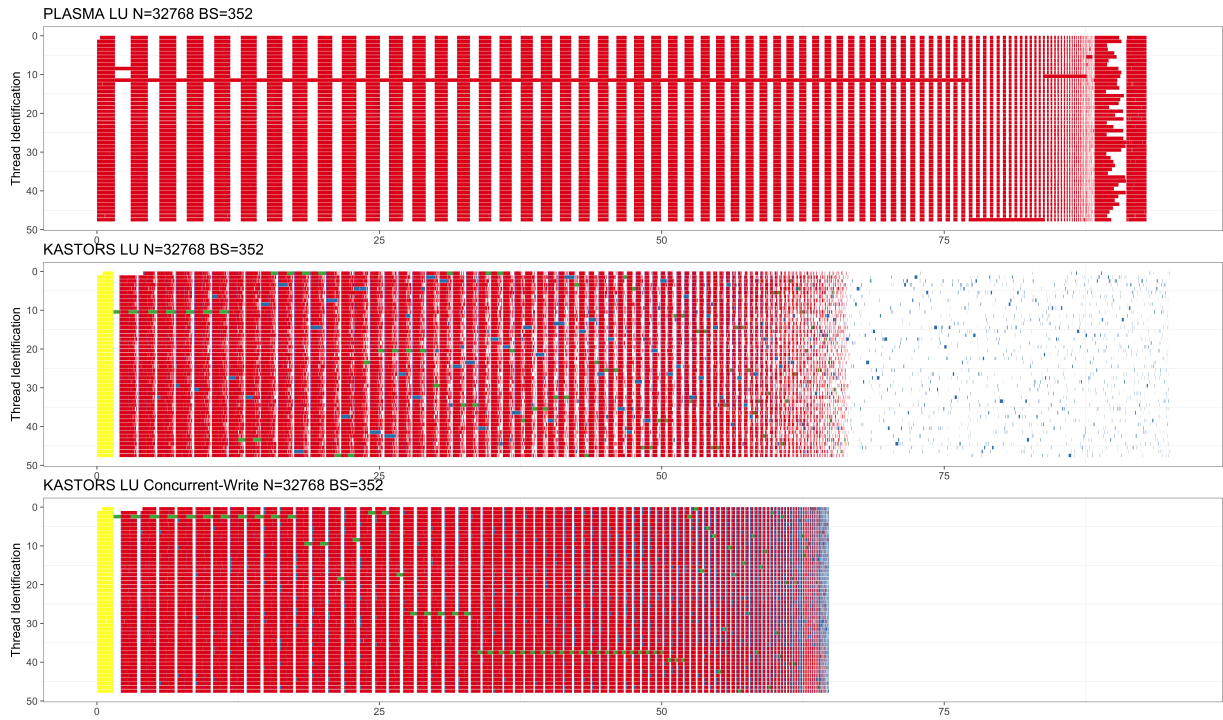 PLASMA LU N=32768 BS=352
Thread Identification
0
10
20
30
40
50
0 25 50 75
KASTORS LU N=32768 BS=352
Thread Identification
0
10
20
30
40
50
0 25 50 75
KASTORS LU Concurrent-Write N=32768 BS=352
Thread Identification
0
10
20
30
40
50
0 25 50 75